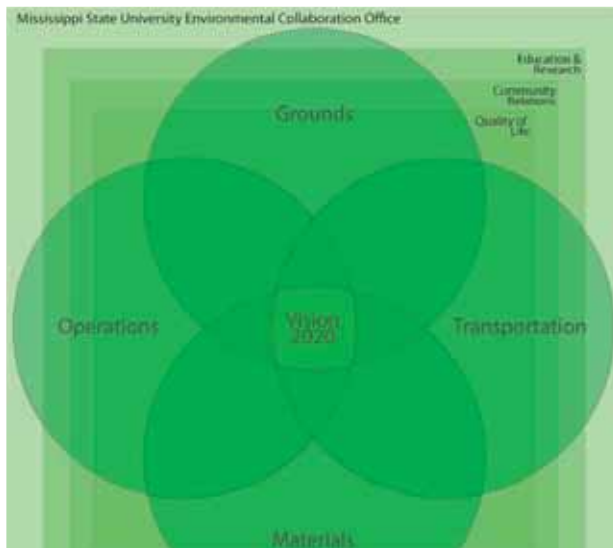 Mississippi State University Environmental Collaboration Office
Education &
Research
Community
Relations
Quality of
Life
Grounds
Operations
Vision
2020
Transportation
Materials